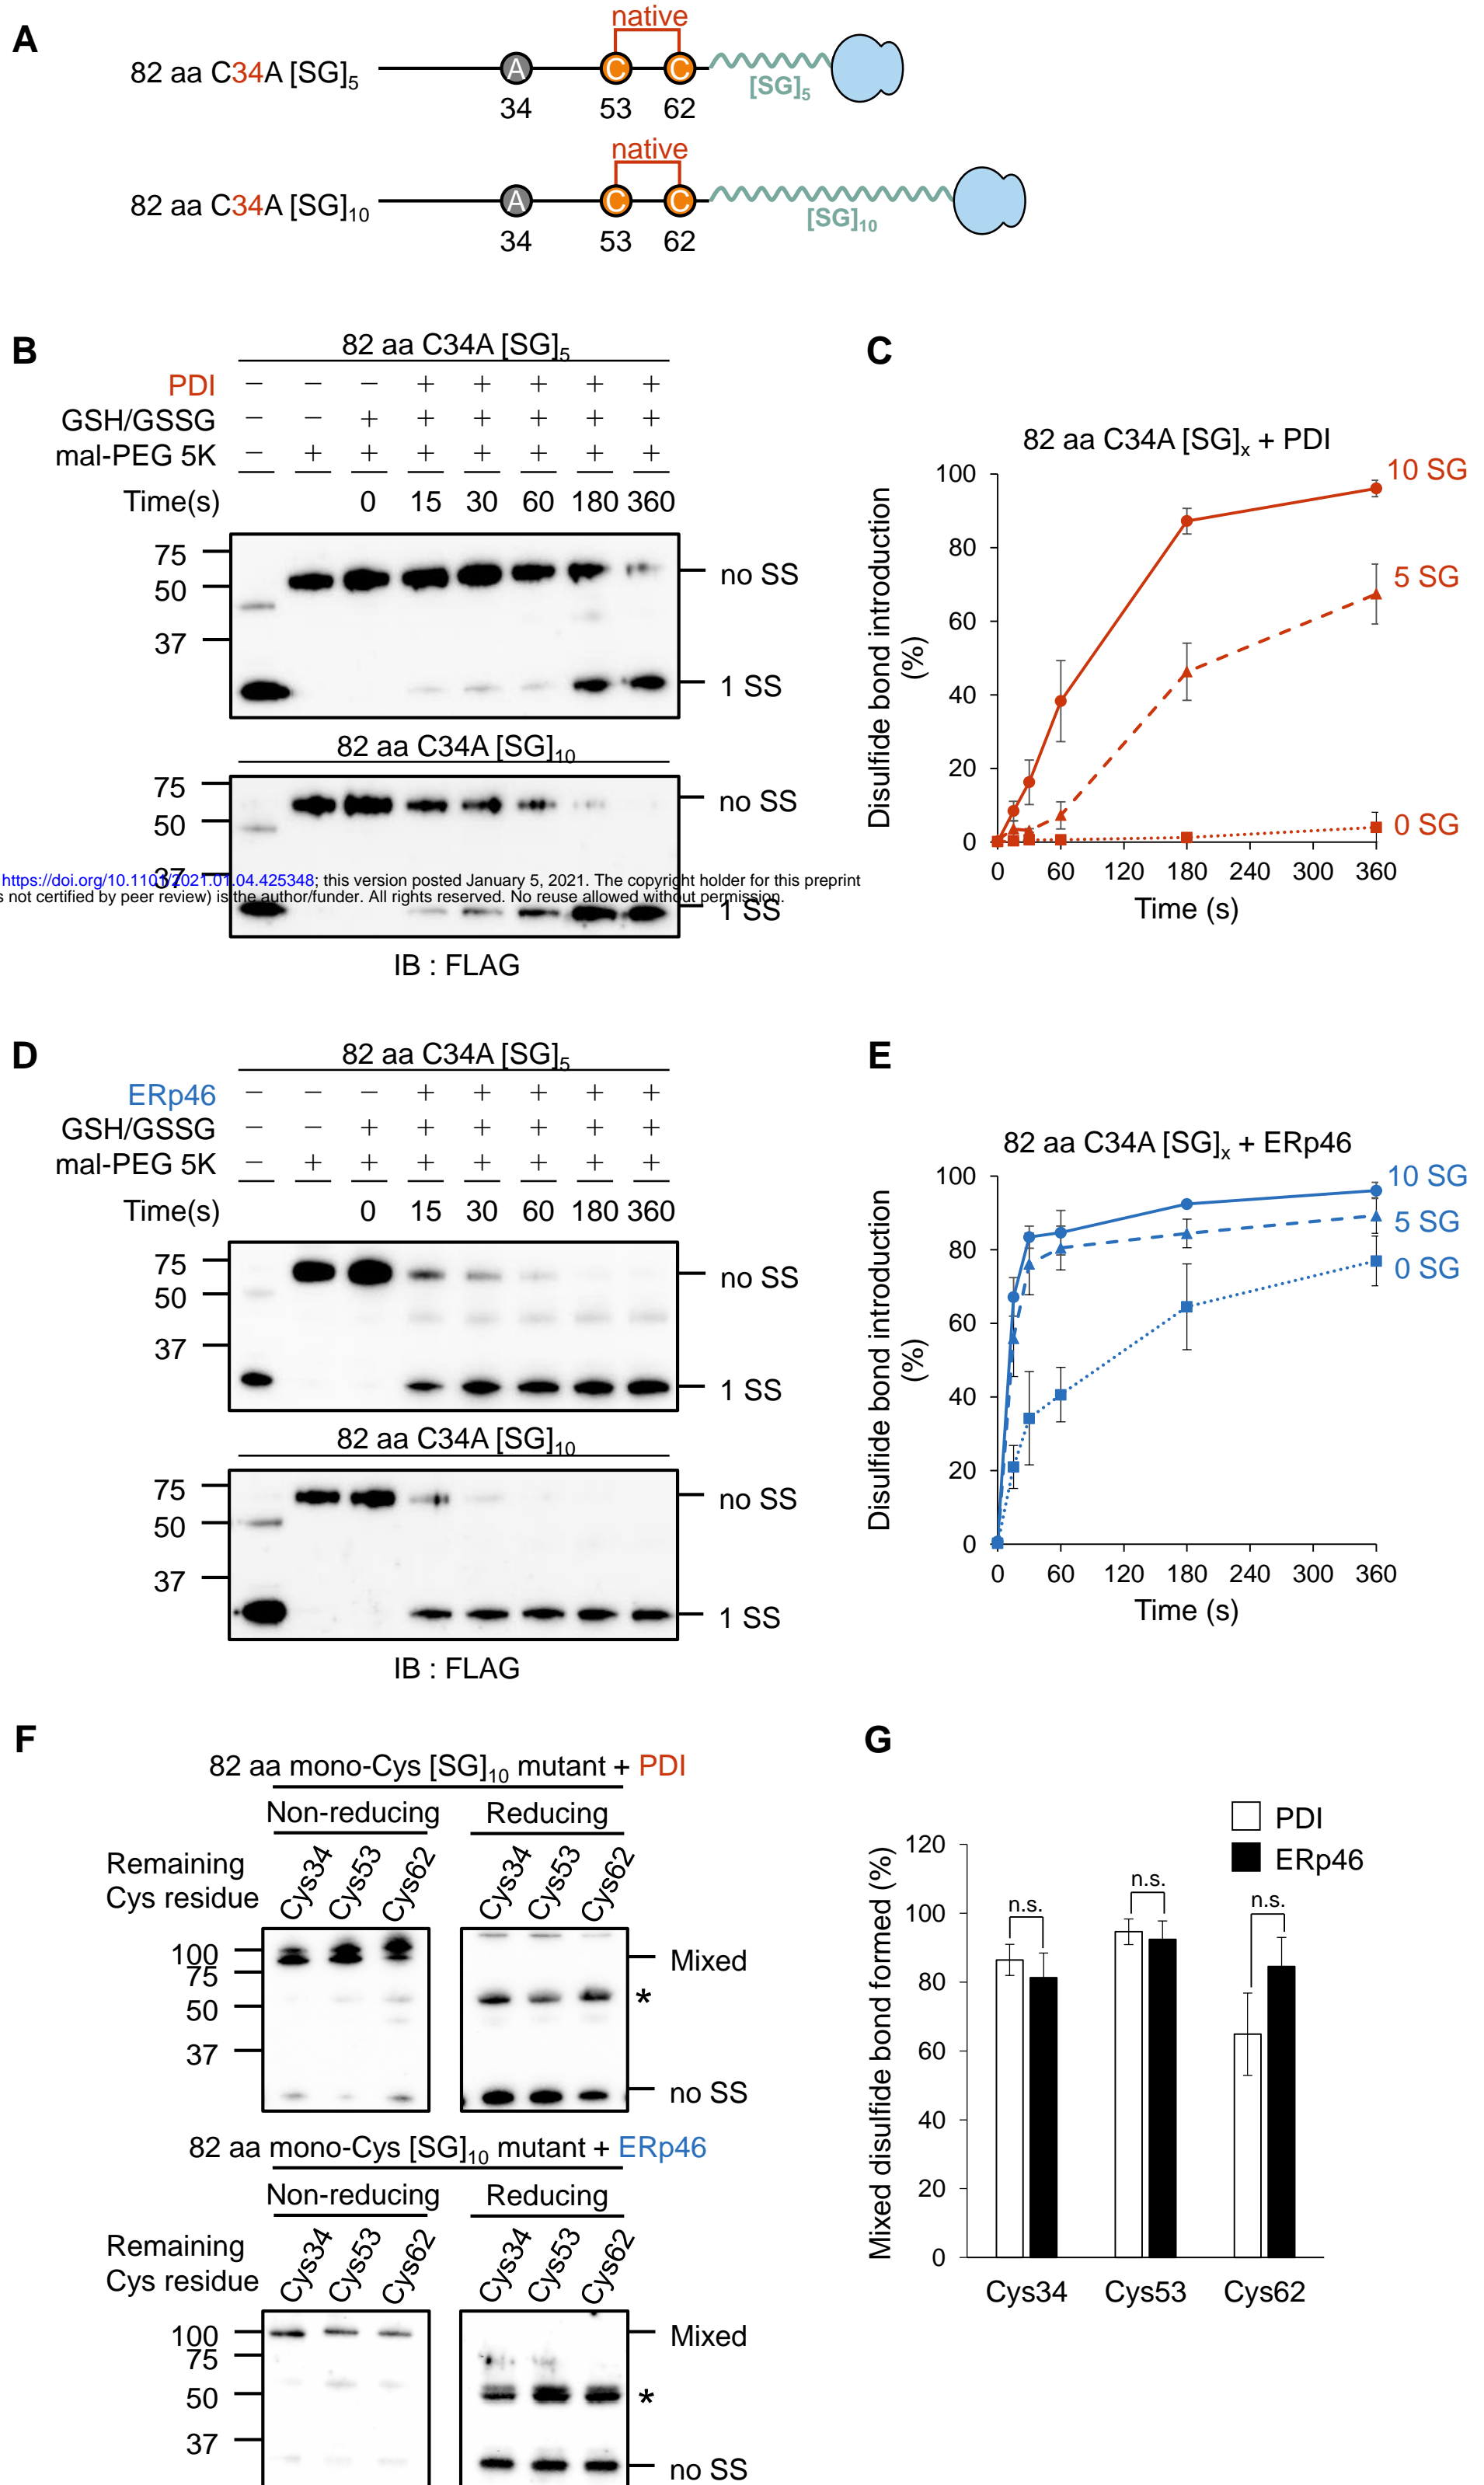 A
native
82 aa C34A [SG]5
A C C
[SG]5
34 53 62
native
82 aa C34A [SG]10
A C C
[SG]10
34 53 62
B
82 aa C34A [SG]5
PDI − − − + + + + +
GSH/GSSG − − + + + + + +
mal-PEG 5K − + + + + + + +
Time(s) 0 15 30 60 180 360
75
50
37
no SS
1 SS
82 aa C34A [SG]10
75
50
37
no SS
1 SS
https://doi.org/10.1101/2021.01.04.425348; this version posted January 5, 2021. The copyright holder for this preprint
s not certified by peer review) is the author/funder. All rights reserved. No reuse allowed without permission.
IB : FLAG
C
82 aa C34A [SG]x + PDI
Disulfide bond introduction
(%)
100
80
60
40
20
0
10 SG
5 SG
0 SG
0 60 120 180 240 300 360
Time (s)
D
82 aa C34A [SG]5
ERp46 − − − + + + + +
GSH/GSSG − − + + + + + +
mal-PEG 5K − + + + + + + +
Time(s) 0 15 30 60 180 360
75
50
37
no SS
1 SS
82 aa C34A [SG]10
75
50
37
no SS
1 SS
IB : FLAG
E
82 aa C34A [SG]x + ERp46
Disulfide bond introduction
(%)
100
80
60
40
20
0
10 SG
5 SG
0 SG
0 60 120 180 240 300 360
Time (s)
F
82 aa mono-Cys [SG]10 mutant + PDI
Non-reducing Reducing
Remaining
Cys residue
Cys34 Cys53 Cys62 Cys34 Cys53 Cys62
100
75
50
37
Mixed
*
no SS
82 aa mono-Cys [SG]10 mutant + ERp46
Non-reducing Reducing
Remaining
Cys residue
Cys34 Cys53 Cys62 Cys34 Cys53 Cys62
100
75
50
37
Mixed
*
no SS
G
PDI
ERp46
Mixed disulfide bond formed (%)
120
100
80
60
40
20
0
n.s. n.s. n.s.
Cys34 Cys53 Cys62